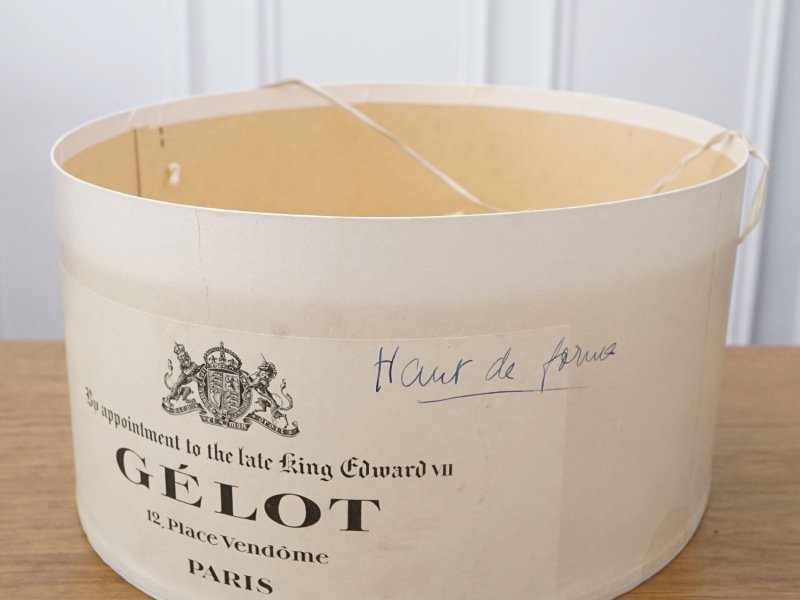 Haut de forme
By appointment to the late King Edward VII
GÉLOT
12, Place Vendôme
PARIS